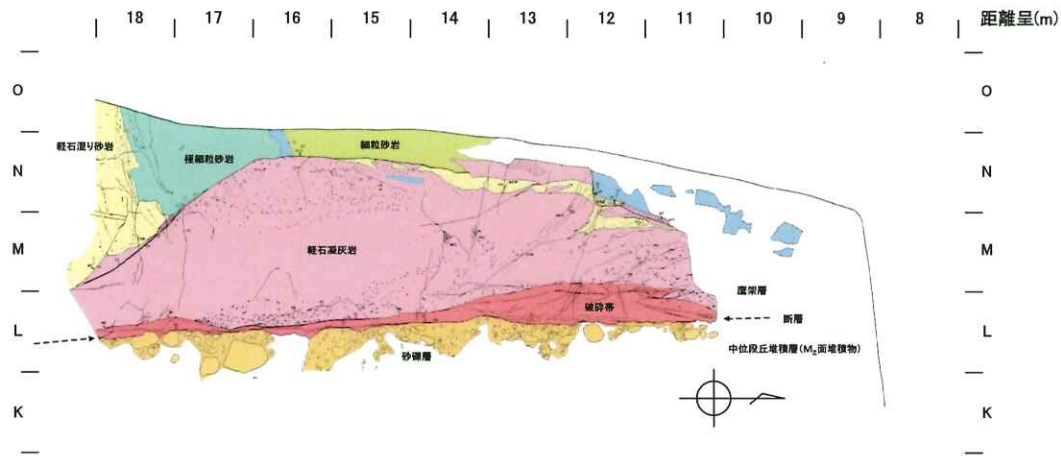 18 17 16 15 14 13 12 11 10 9 8 距離呈(m)
O O
軽石混り砂岩 極細粒砂岩 細粒砂岩
N N
M 軽石凝灰岩 M
鷹架層
破砕帯
断層
L L
砂礫層 中位段丘堆積層(M₂面堆積物)
K K